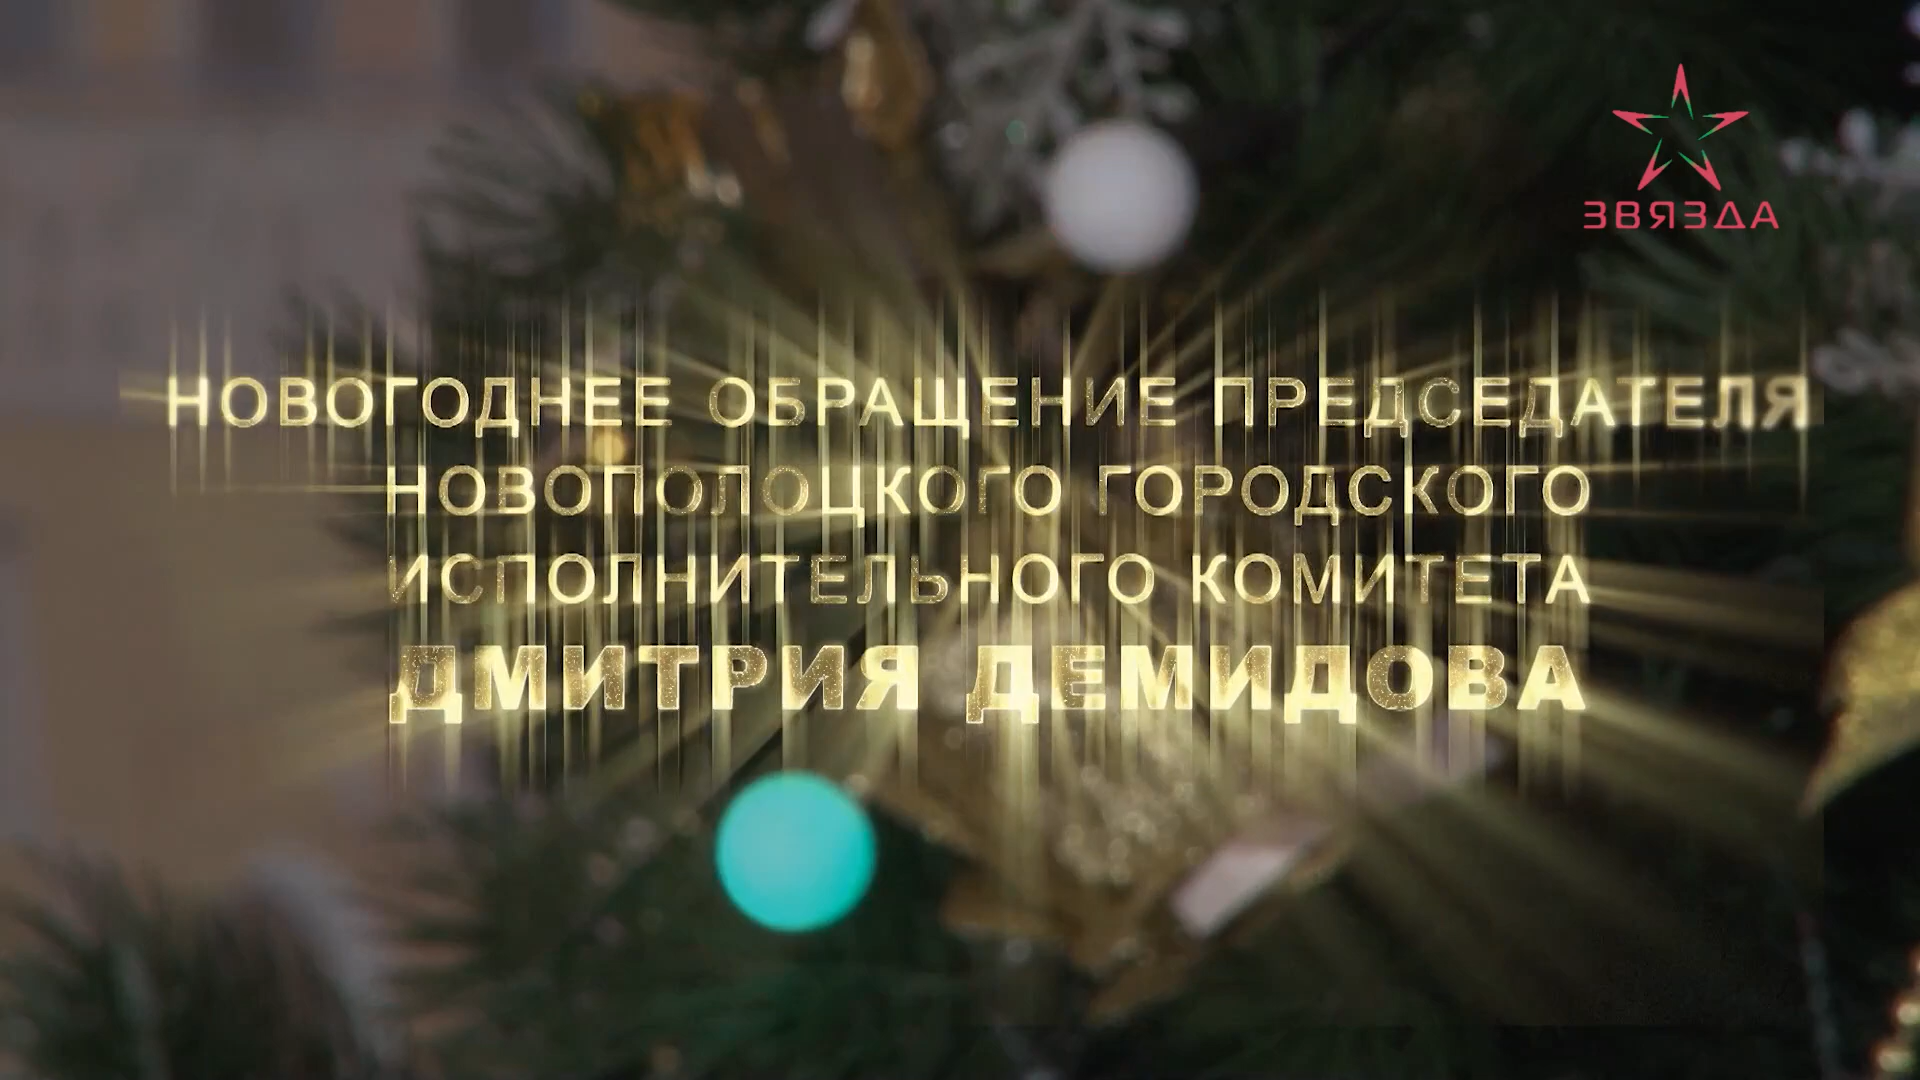 ЗВЯЗДА
НОВОГОДНЕЕ ОБРАЩЕНИЕ ПРЕДСЕДАТЕЛЯ
НОВОПОЛОЦКОГО ГОРОДСКОГО
ИСПОЛНИТЕЛЬНОГО КОМИТЕТА
ДМИТРИЯ ДЕМИДОВА